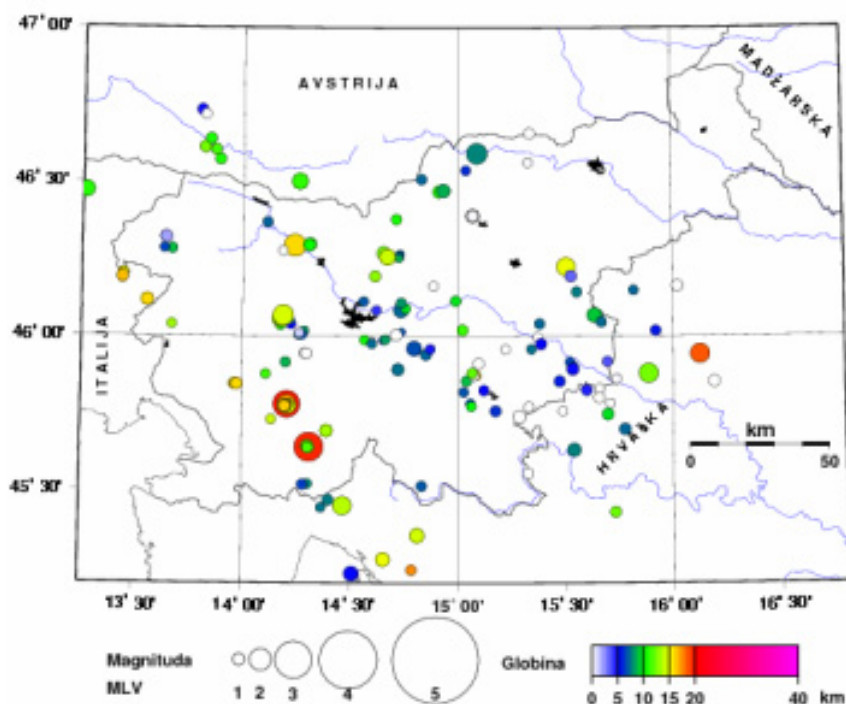 47° 00'
AVSTRIJA
MADŽARSKA
46° 30'
46° 00'
ITALIJA
HRVAŠKA
km
0 50
45° 30'
13° 30' 14° 00' 14° 30' 15° 00' 15° 30' 16° 00' 16° 30'
Magnituda
MLV
1 2 3 4 5
Globina
0 5 10 15 20 40 km